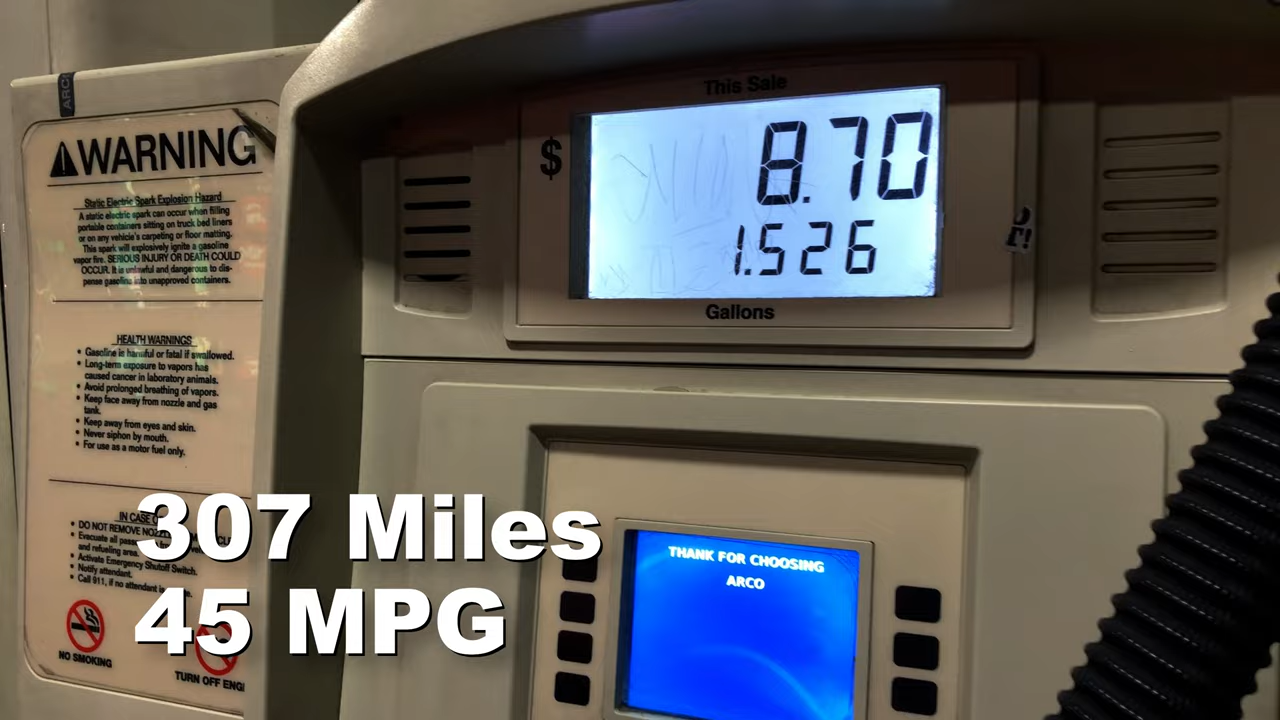 ARC
WARNING
Static Electric Spark Explosion Hazard
A static electric spark can occur when filling
portable containers sitting on truck bed liners
or on any vehicle's carpeting or floor matting.
This spark will explosively ignite a gasoline
vapor fire. SERIOUS INJURY OR DEATH COULD
OCCUR. It is unlawful and dangerous to dis-
pense gasoline into unapproved containers.
HEALTH WARNINGS
• Gasoline is harmful or fatal if swallowed.
• Long-term exposure to vapors has
caused cancer in laboratory animals.
• Avoid prolonged breathing of vapors.
• Keep face away from nozzle and gas
tank.
• Keep away from eyes and skin.
• Never siphon by mouth.
• For use as a motor fuel only.
IN CASE
• DO NOT REMOVE
• Evacuate all
and refueling area.
• Activate Emergency Shutoff Switch.
• Notify attendant.
• Call 911, if no attendant
NO SMOKING
TURN OFF ENGI
This Sale
$ 8.70
1.526
Gallons
THANK FOR CHOOSING
ARCO
307 Miles
45 MPG